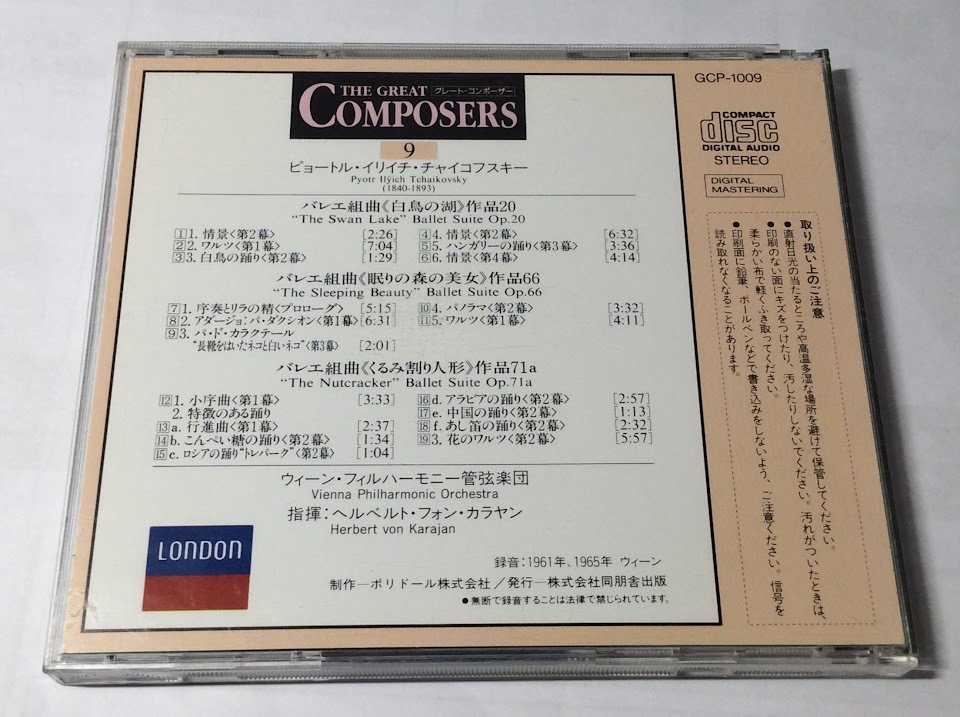 THE GREAT グレート・コンポーザー
COMPOSERS
9
ピョートル・イリイチ・チャイコフスキー
Pyotr Ilÿich Tchaikovsky
(1840-1893)
バレエ組曲《白鳥の湖》作品20
"The Swan Lake" Ballet Suite Op.20
1 1. 情景〈第2幕〉 [2:26]
2 2. ワルツ〈第1幕〉 [7:04]
3 3. 白鳥の踊り〈第2幕〉 [1:29]
4 4. 情景〈第2幕〉 [6:32]
5 5. ハンガリーの踊り〈第3幕〉 [3:36]
6 6. 情景〈第4幕〉 [4:14]
バレエ組曲《眠りの森の美女》作品66
"The Sleeping Beauty" Ballet Suite Op.66
7 1. 序奏とリラの精〈プロローグ〉 [5:15]
8 2. アダージョ:パ・ダクシオン〈第1幕〉 [6:31]
9 3. パ・ド・カラクテール
"長靴をはいたネコと白いネコ"〈第3幕〉 [2:01]
10 4. パノラマ〈第2幕〉 [3:32]
11 5. ワルツ〈第1幕〉 [4:11]
バレエ組曲《くるみ割り人形》作品71a
"The Nutcracker" Ballet Suite Op.71a
12 1. 小序曲〈第1幕〉 [3:33]
2. 特徴のある踊り
13 a. 行進曲〈第1幕〉 [2:37]
14 b. こんぺい糖の踊り〈第2幕〉 [1:34]
15 c. ロシアの踊り"トレパーク"〈第2幕〉 [1:04]
16 d. アラビアの踊り〈第2幕〉 [2:57]
17 e. 中国の踊り〈第2幕〉 [1:13]
18 f. あし笛の踊り〈第2幕〉 [2:32]
19 3. 花のワルツ〈第2幕〉 [5:57]
ウィーン・フィルハーモニー管弦楽団
Vienna Philharmonic Orchestra
指揮:ヘルベルト・フォン・カラヤン
Herbert von Karajan
LONDON
録音:1961年、1965年 ウィーン
制作―ポリドール株式会社/発行―株式会社同朋舎出版
●無断で録音することは法律で禁じられています。
GCP-1009
COMPACT
disc
DIGITAL AUDIO
STEREO
DIGITAL
MASTERING
取り扱い上のご注意
●直射日光の当たるところや高温多湿な場所を避けて保管してください。
●印刷のない面にキズをつけたり、汚したりしないでください。汚れがついたときは、
柔らかい布で軽くふき取ってください。
●印刷面に鉛筆、ボールペンなどで書き込みをしないよう、ご注意ください。信号を
読み取れなくなることがあります。